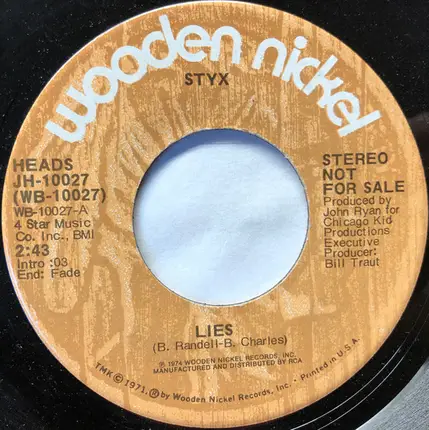 wooden nickel
STYX
HEADS
JH-10027
(WB-10027)
WB-10027-A
4 Star Music
Co. Inc., BMI
2:43
Intro :03
End: Fade
STEREO
NOT
FOR SALE
Produced by
John Ryan for
Chicago Kid
Productions
Executive
Producer:
Bill Traut
LIES
(B. Randell-B. Charles)
℗ 1974 WOODEN NICKEL RECORDS, INC.
MANUFACTURED AND DISTRIBUTED BY RCA
TMK © 1971, ℗ by Wooden Nickel Records, Inc. • Printed in U.S.A.